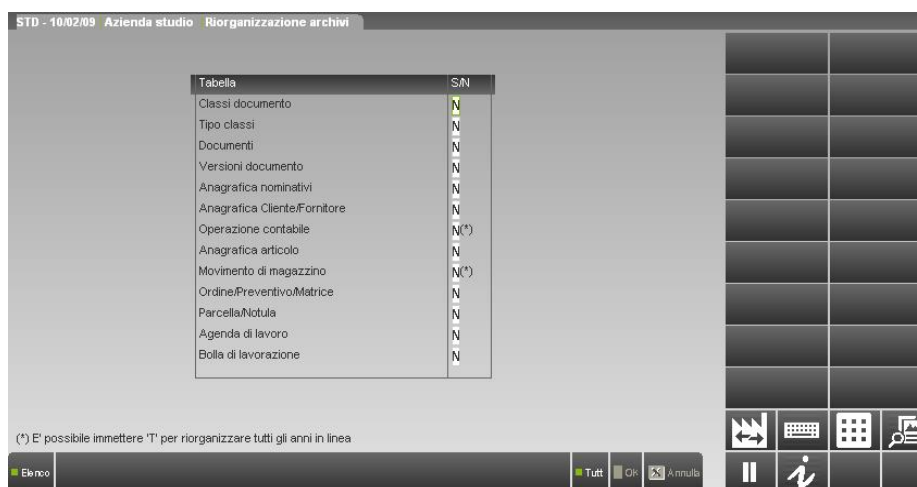 STD - 10/02/09 Azienda studio Riorganizzazione archivi
Tabella S/N
Classi documento N
Tipo classi N
Documenti N
Versioni documento N
Anagrafica nominativi N
Anagrafica Cliente/Fornitore N
Operazione contabile N(*)
Anagrafica articolo N
Movimento di magazzino N(*)
Ordine/Preventivo/Matrice N
Parcella/Notula N
Agenda di lavoro N
Bolla di lavorazione N
(*) E' possibile immettere 'T' per riorganizzare tutti gli anni in linea
Elenco Tutt Ok Annulla